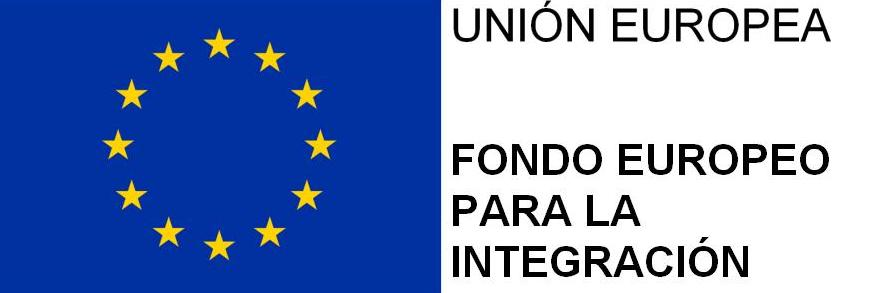 UNIÓN EUROPEA
FONDO EUROPEO
PARA LA
INTEGRACIÓN